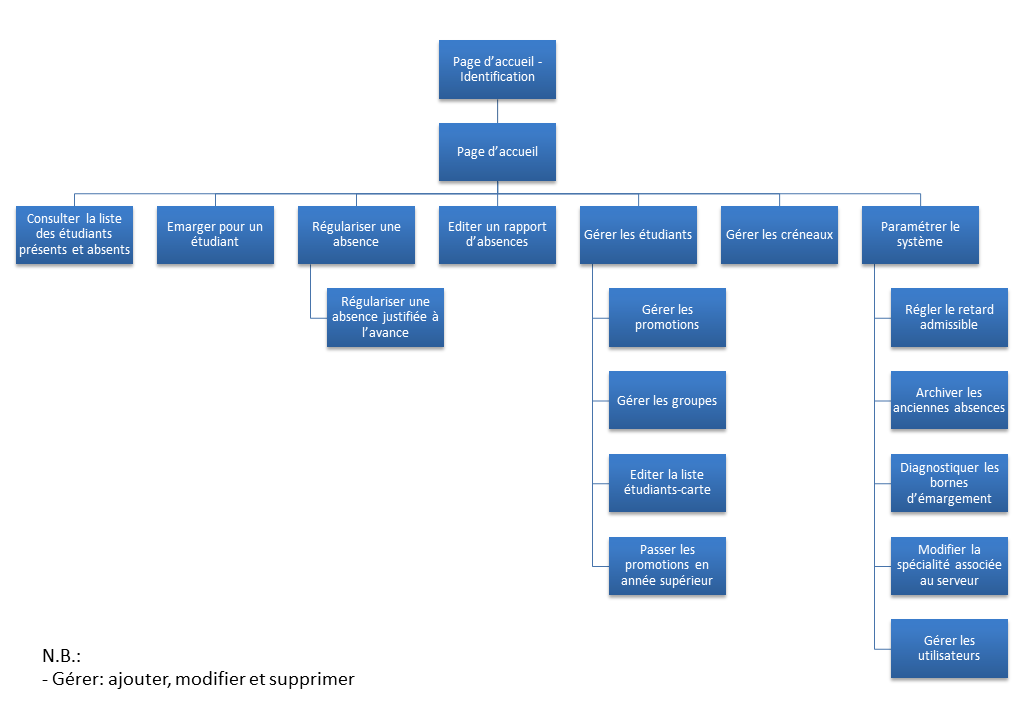 Page d’accueil -
Identification
Page d’accueil
Consulter la liste
des étudiants
présents et absents
Emarger pour un
étudiant
Régulariser une
absence
Editer un rapport
d’absences
Gérer les étudiants
Gérer les créneaux
Paramétrer le
système
Régulariser une
absence justifiée à
l’avance
Gérer les
promotions
Gérer les groupes
Editer la liste
étudiants-carte
Passer les
promotions en
année supérieur
Régler le retard
admissible
Archiver les
anciennes absences
Diagnostiquer les
bornes
d’émargement
Modifier la
spécialité associée
au serveur
Gérer les
utilisateurs
N.B.:
- Gérer: ajouter, modifier et supprimer